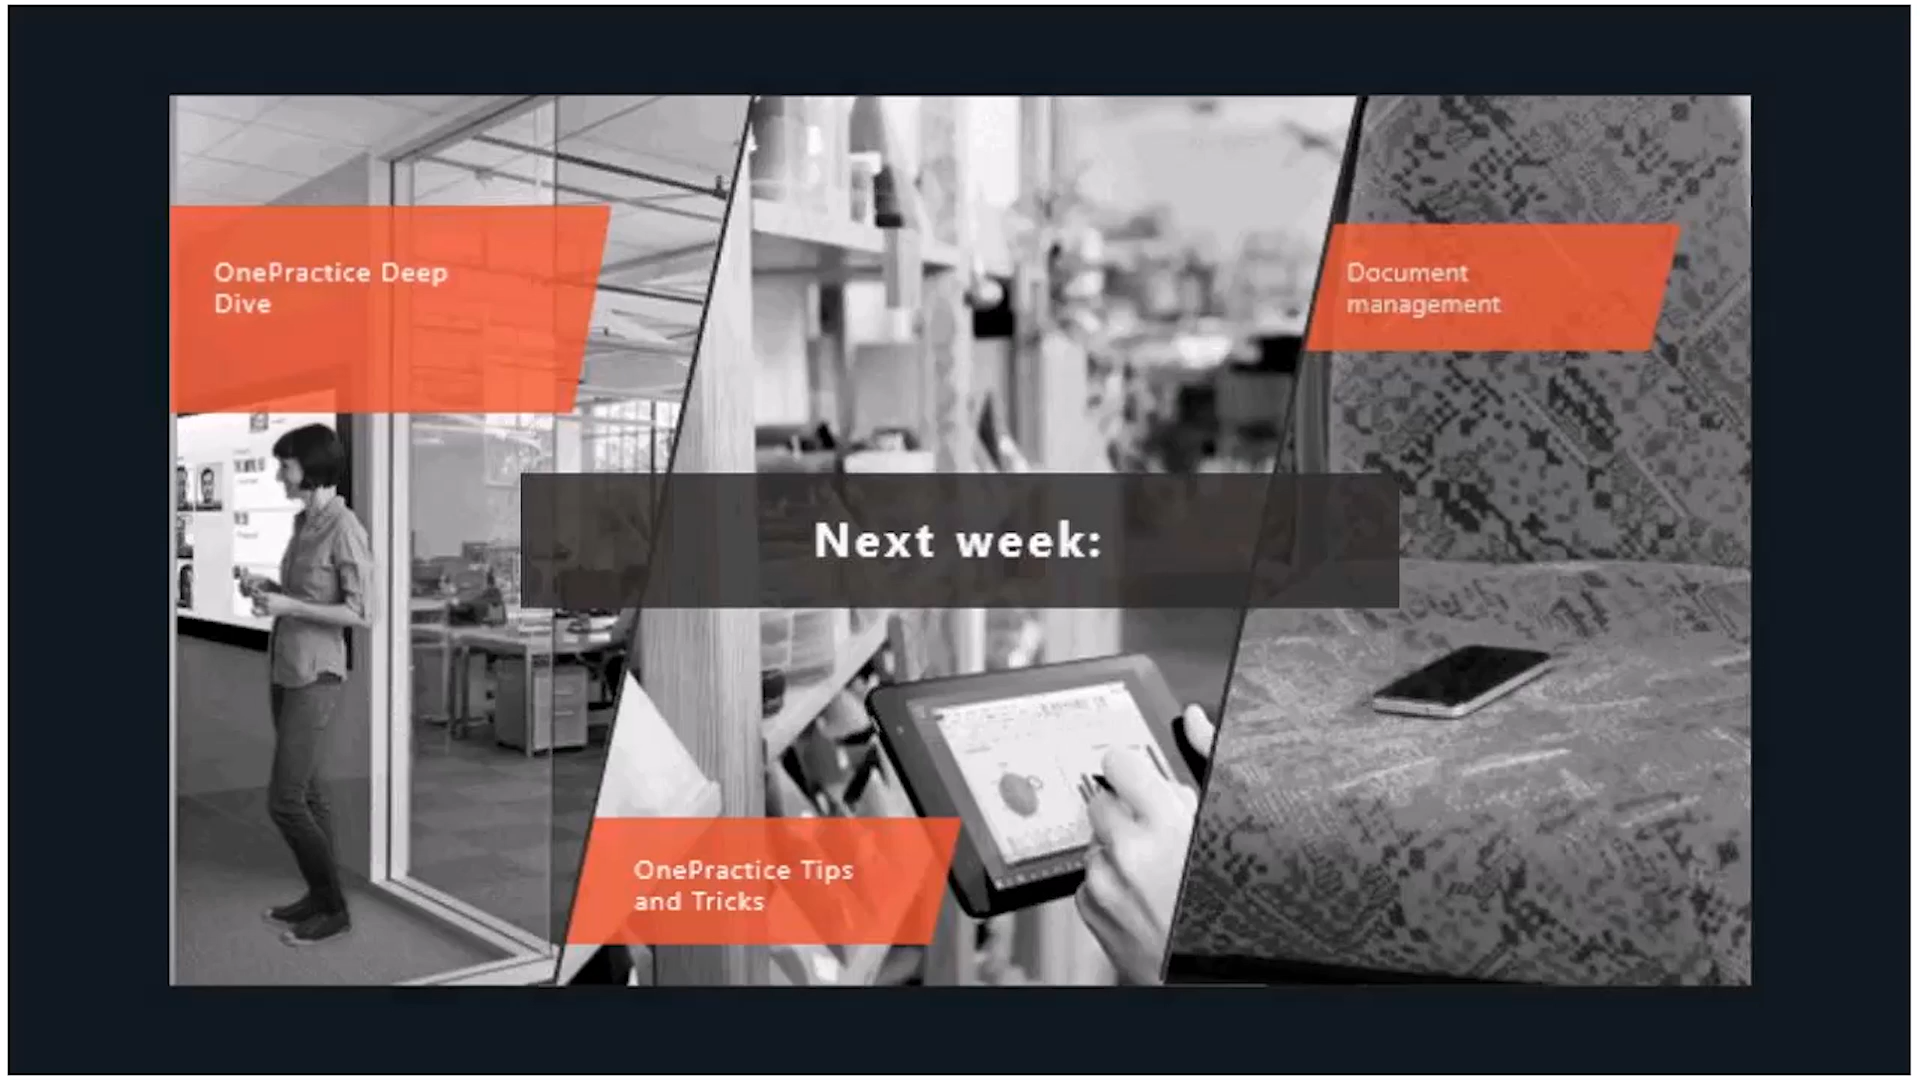 OnePractice Deep
Dive
Document
management
Next week:
OnePractice Tips
and Tricks